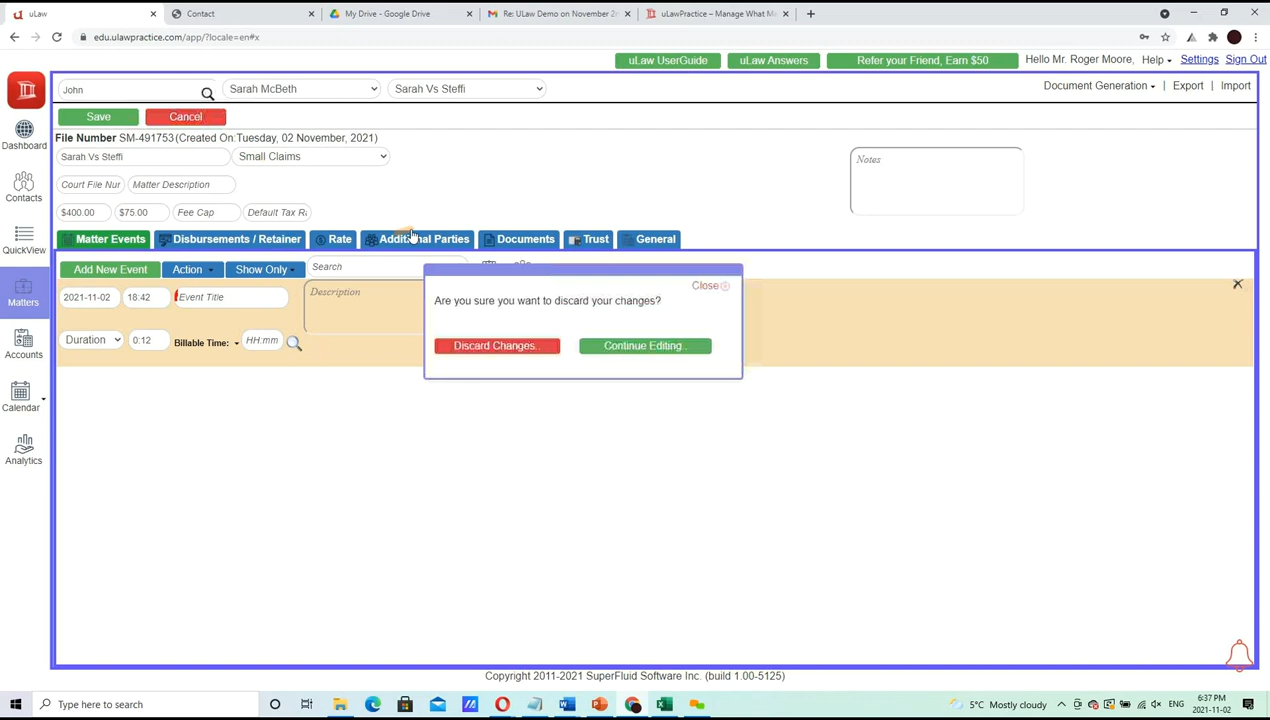 uLaw
Contact
My Drive - Google Drive
Re: ULaw Demo on November 2
uLawPractice – Manage What Ma
edu.ulawpractice.com/app/?locale=en#x
uLaw UserGuide
uLaw Answers
Refer your Friend, Earn $50
Hello Mr. Roger Moore,
Help
Settings
Sign Out
John
Sarah McBeth
Sarah Vs Steffi
Document Generation
Export
Import
Save
Cancel
File Number SM-491753 (Created On:Tuesday, 02 November, 2021)
Sarah Vs Steffi
Small Claims
Notes
Court File Nur
Matter Description
$400.00
$75.00
Fee Cap
Default Tax Ra
Matter Events
Disbursements / Retainer
Rate
Additional Parties
Documents
Trust
General
Add New Event
Action
Show Only
Search
2021-11-02
18:42
Event Title
Description
Duration
0:12
Billable Time:
HH:mm
Close
Are you sure you want to discard your changes?
Discard Changes..
Continue Editing..
Dashboard
Contacts
QuickView
Matters
Accounts
Calendar
Analytics
Copyright 2011-2021 SuperFluid Software Inc. (build 1.00-5125)
Type here to search
5°C Mostly cloudy
ENG
6:37 PM
2021-11-02